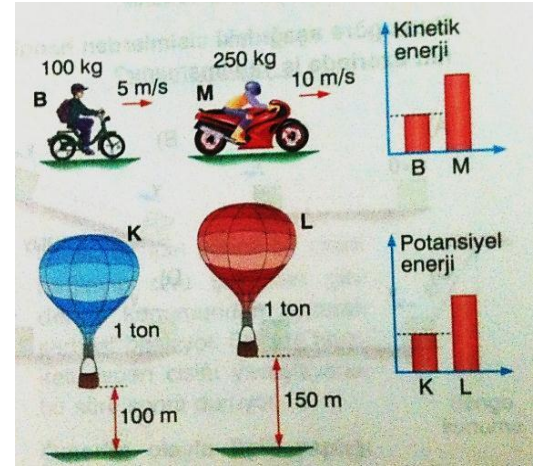 100 kg
B
5 m/s
250 kg
M
10 m/s
Kinetik
enerji
B M
K
1 ton
100 m
L
1 ton
150 m
Potansiyel
enerji
K L